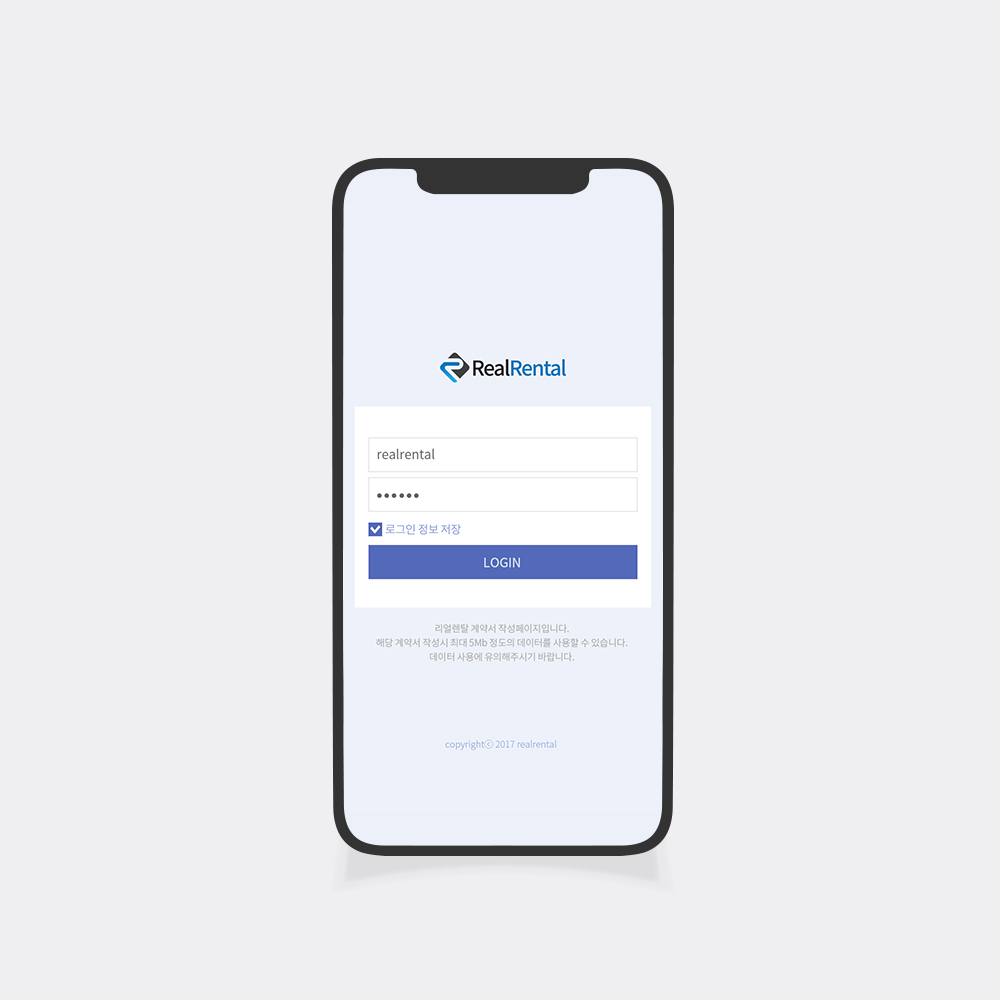 RealRental
realrental
••••••
로그인 정보 저장
LOGIN
리얼렌탈 계약서 작성페이지입니다.
해당 계약서 작성시 최대 5Mb 정도의 데이터를 사용할 수 있습니다.
데이터 사용에 유의해주시기 바랍니다.
copyrightⓒ 2017 realrental